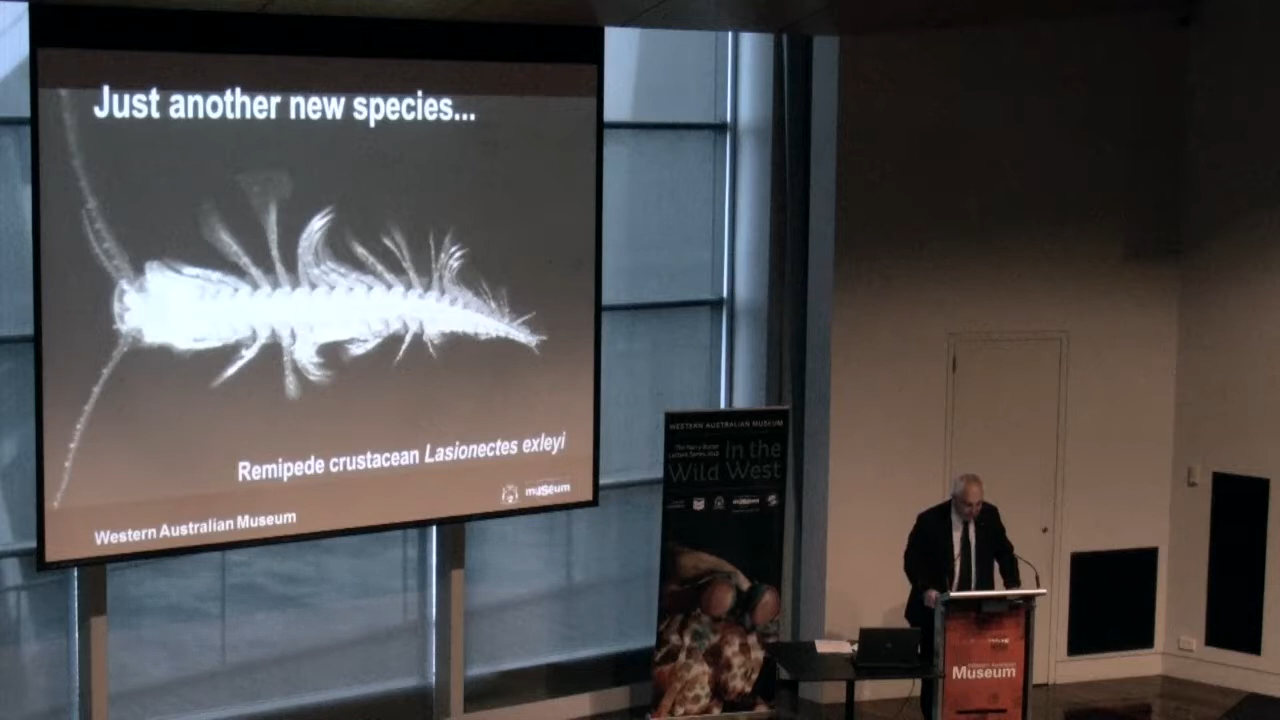 Just another new species...
Remipede crustacean Lasionectes exleyi
museum
Western Australian Museum
WESTERN AUSTRALIAN MUSEUM
In the
Wild West
Museum